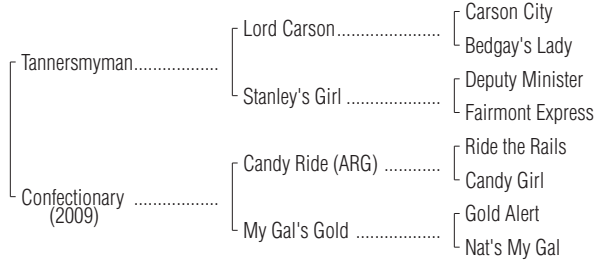 Carson City
Lord Carson.....................
Bedgay's Lady
Tannersmyman.................
Deputy Minister
Stanley's Girl ...................
Fairmont Express
Ride the Rails
Candy Ride (ARG) ............
Candy Girl
Confectionary .................
(2009)
Gold Alert
My Gal's Gold .................
Nat's My Gal